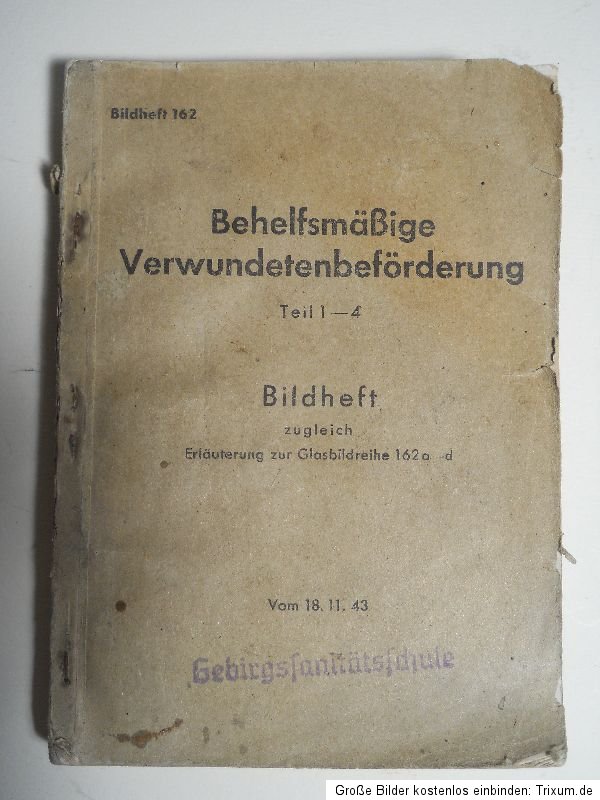 Bildheft 162
Behelfsmäßige
Verwundetenbeförderung
Teil 1—4
Bildheft
zugleich
Erläuterung zur Glasbildreihe 162a -d
Vom 18. 11. 43
Gebirgssanitätsschule
Große Bilder kostenlos einbinden: Trixum.de